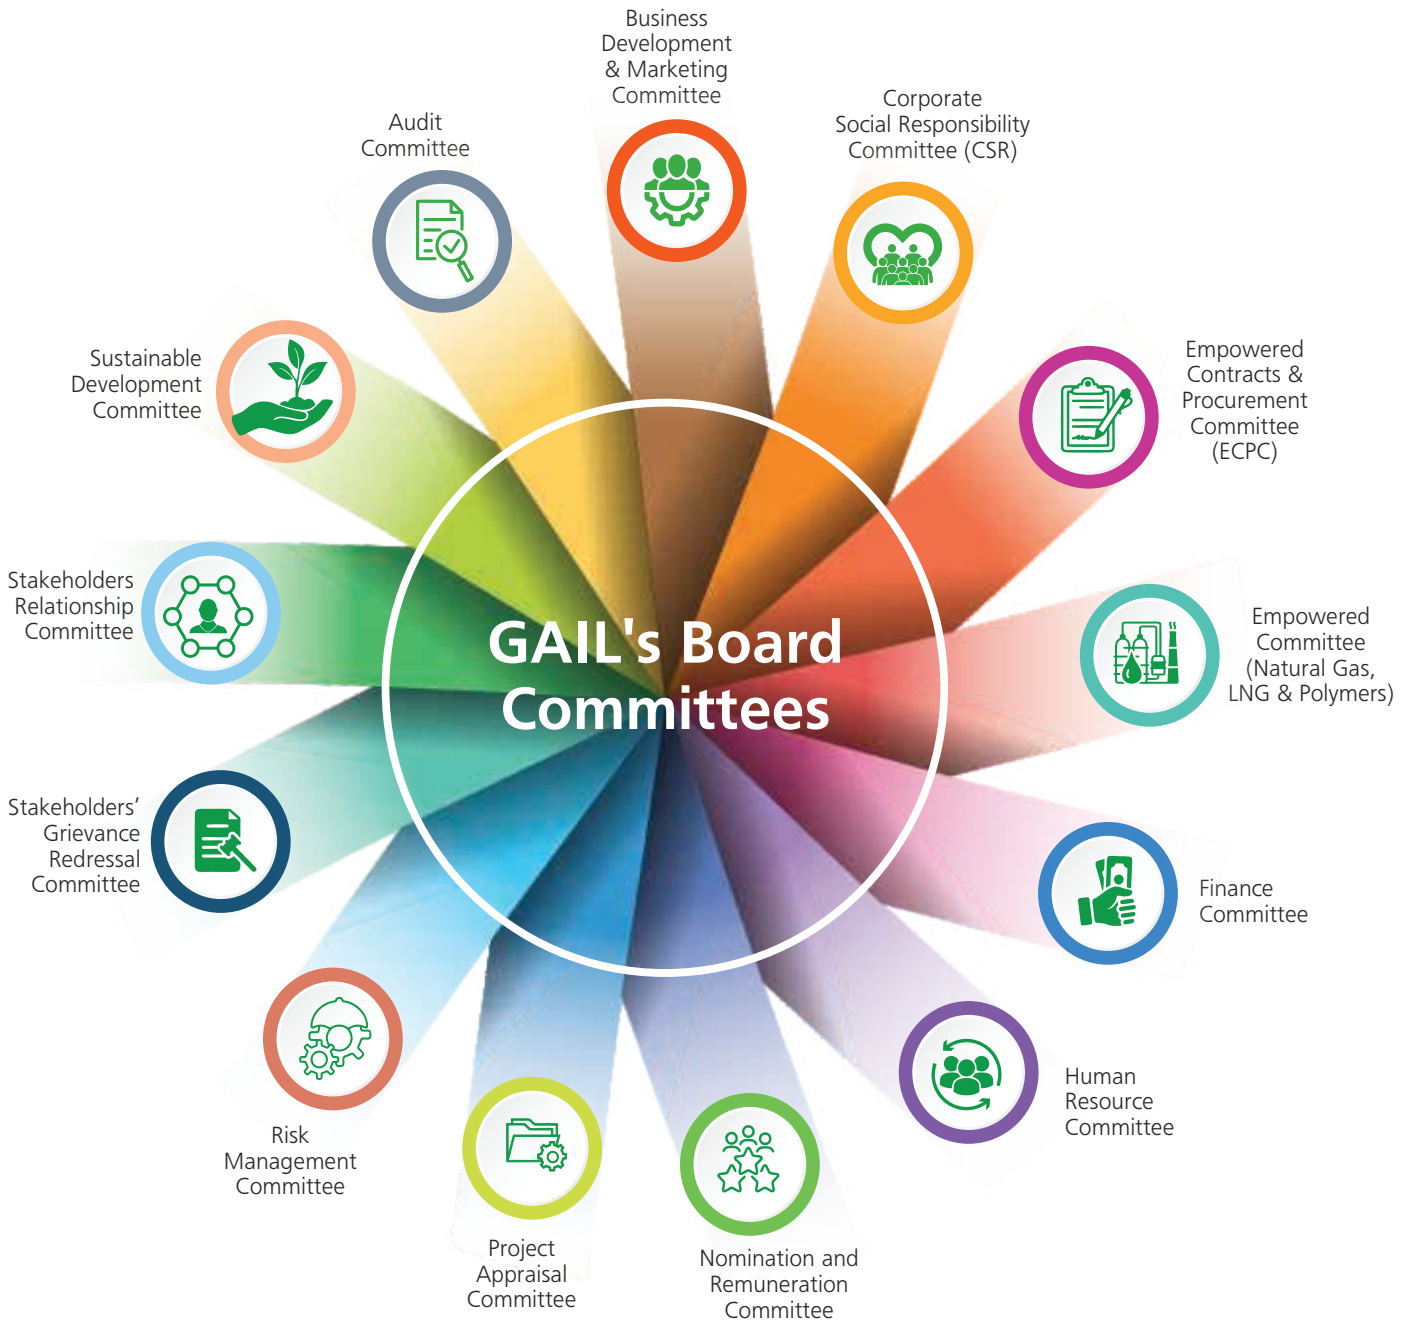 Business
Development
& Marketing
Committee
Corporate
Social Responsibility
Committee (CSR)
Empowered
Contracts &
Procurement
Committee
(ECPC)
Empowered
Committee
(Natural Gas,
LNG & Polymers)
Finance
Committee
Human
Resource
Committee
Nomination and
Remuneration
Committee
Project
Appraisal
Committee
Risk
Management
Committee
Stakeholders’
Grievance
Redressal
Committee
Stakeholders
Relationship
Committee
Sustainable
Development
Committee
Audit
Committee
GAIL's Board
Committees